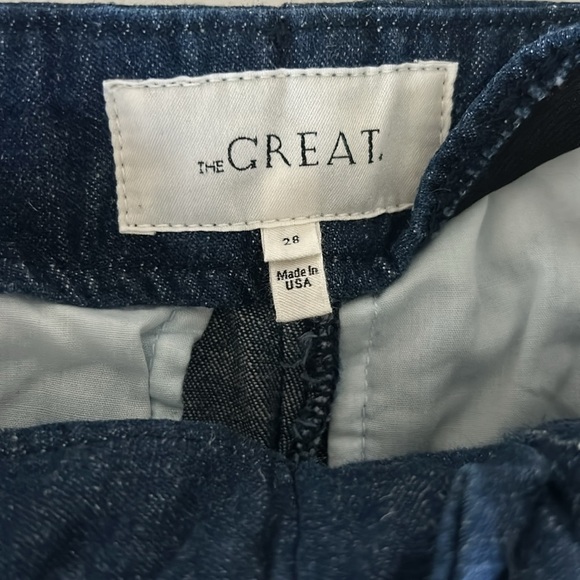 THE GREAT.
28
Made In
USA